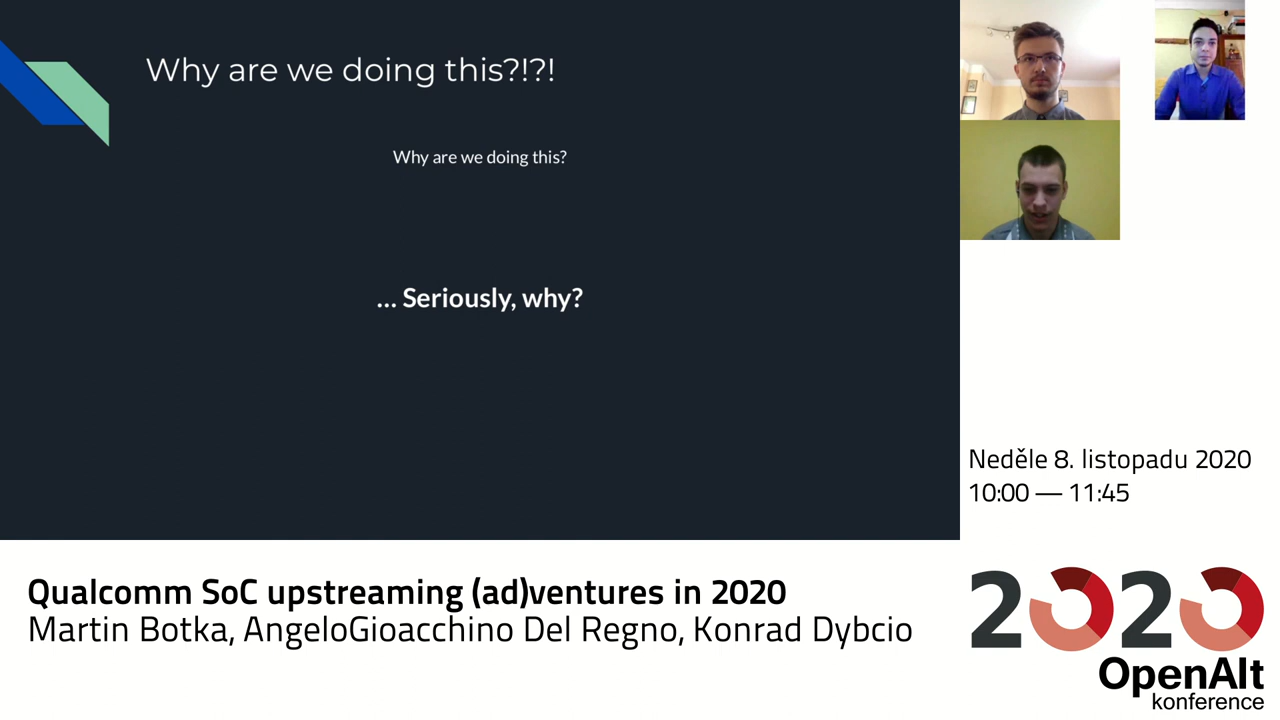 Why are we doing this?!?!
Why are we doing this?
... Seriously, why?
Neděle 8. listopadu 2020
10:00 — 11:45
Qualcomm SoC upstreaming (ad)ventures in 2020
Martin Botka, AngeloGioacchino Del Regno, Konrad Dybcio
2020
OpenAlt
konference